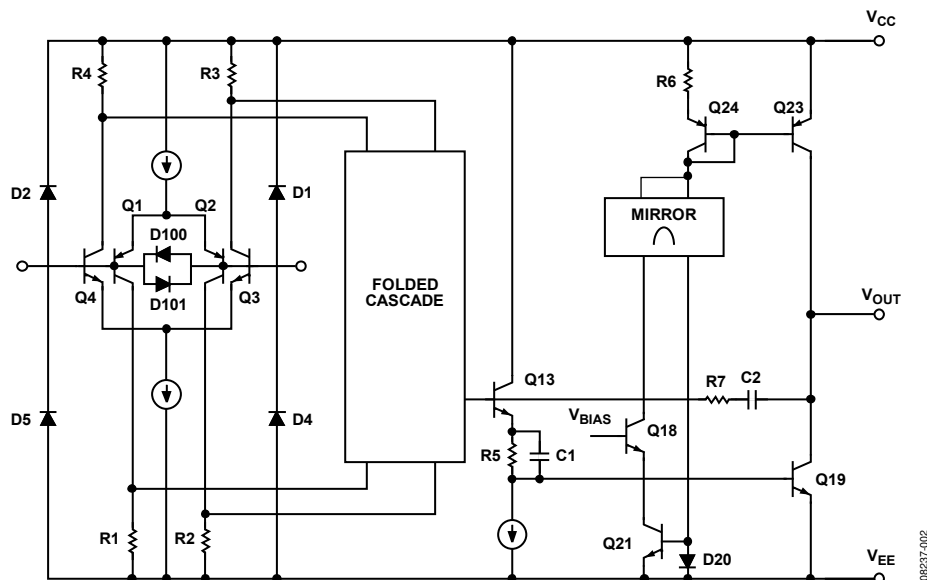 VCC
R4
R3
R6
Q24
Q23
D2
D1
Q1
Q2
D100
MIRROR
D101
Q4
Q3
FOLDED
CASCADE
VOUT
Q13
R7
C2
D5
D4
VBIAS
Q18
R5
C1
Q19
R1
R2
Q21
D20
VEE
08237-002